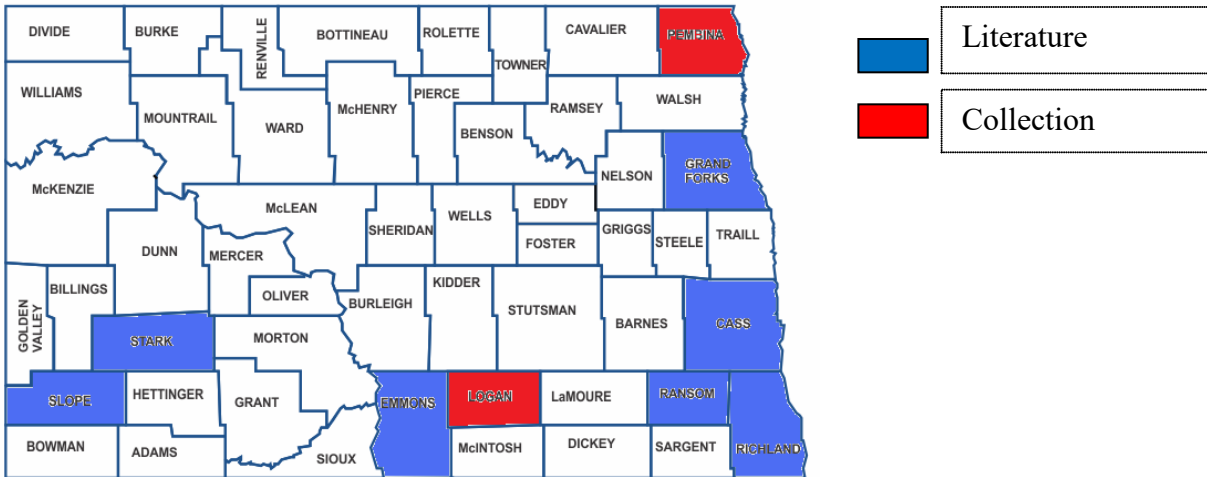 DIVIDE
BURKE
RENVILLE
BOTTINEAU
ROLETTE
TOWNER
CAVALIER
PEMBINA
WILLIAMS
MOUNTRAIL
WARD
McHENRY
PIERCE
BENSON
RAMSEY
WALSH
McKENZIE
McLEAN
SHERIDAN
WELLS
EDDY
FOSTER
NELSON
GRAND
FORKS
GRIGGS
STEELE
TRAILL
DUNN
MERCER
OLIVER
BURLEIGH
KIDDER
STUTSMAN
BARNES
CASS
GOLDEN
VALLEY
BILLINGS
STARK
MORTON
SLOPE
HETTINGER
GRANT
EMMONS
LOGAN
LaMOURE
RANSOM
RICHLAND
BOWMAN
ADAMS
SIOUX
McINTOSH
DICKEY
SARGENT
Literature
Collection